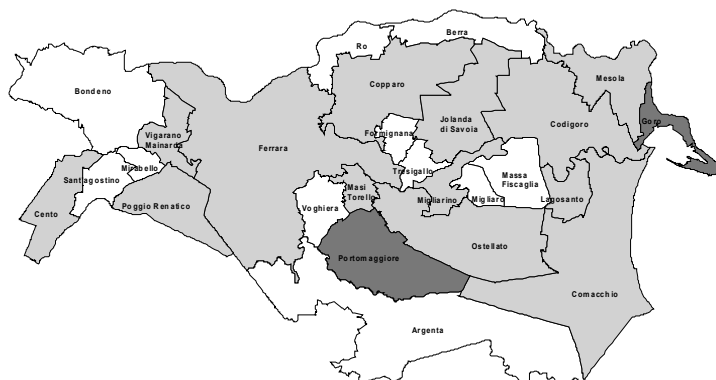 Ro
Berra
Bondeno
Copparo
Mesola
Goro
Formignana
Jolanda
di Savoia
Codigoro
Vigarano
Mainarda
Ferrara
Mirabello
Sant'agostino
Tresigallo
Massa
Fiscaglia
Cento
Poggio Renatico
Voghiera
Masi
Torello
Migliarino
Migliaro
Lagosanto
Ostellato
Portomaggiore
Comacchio
Argenta